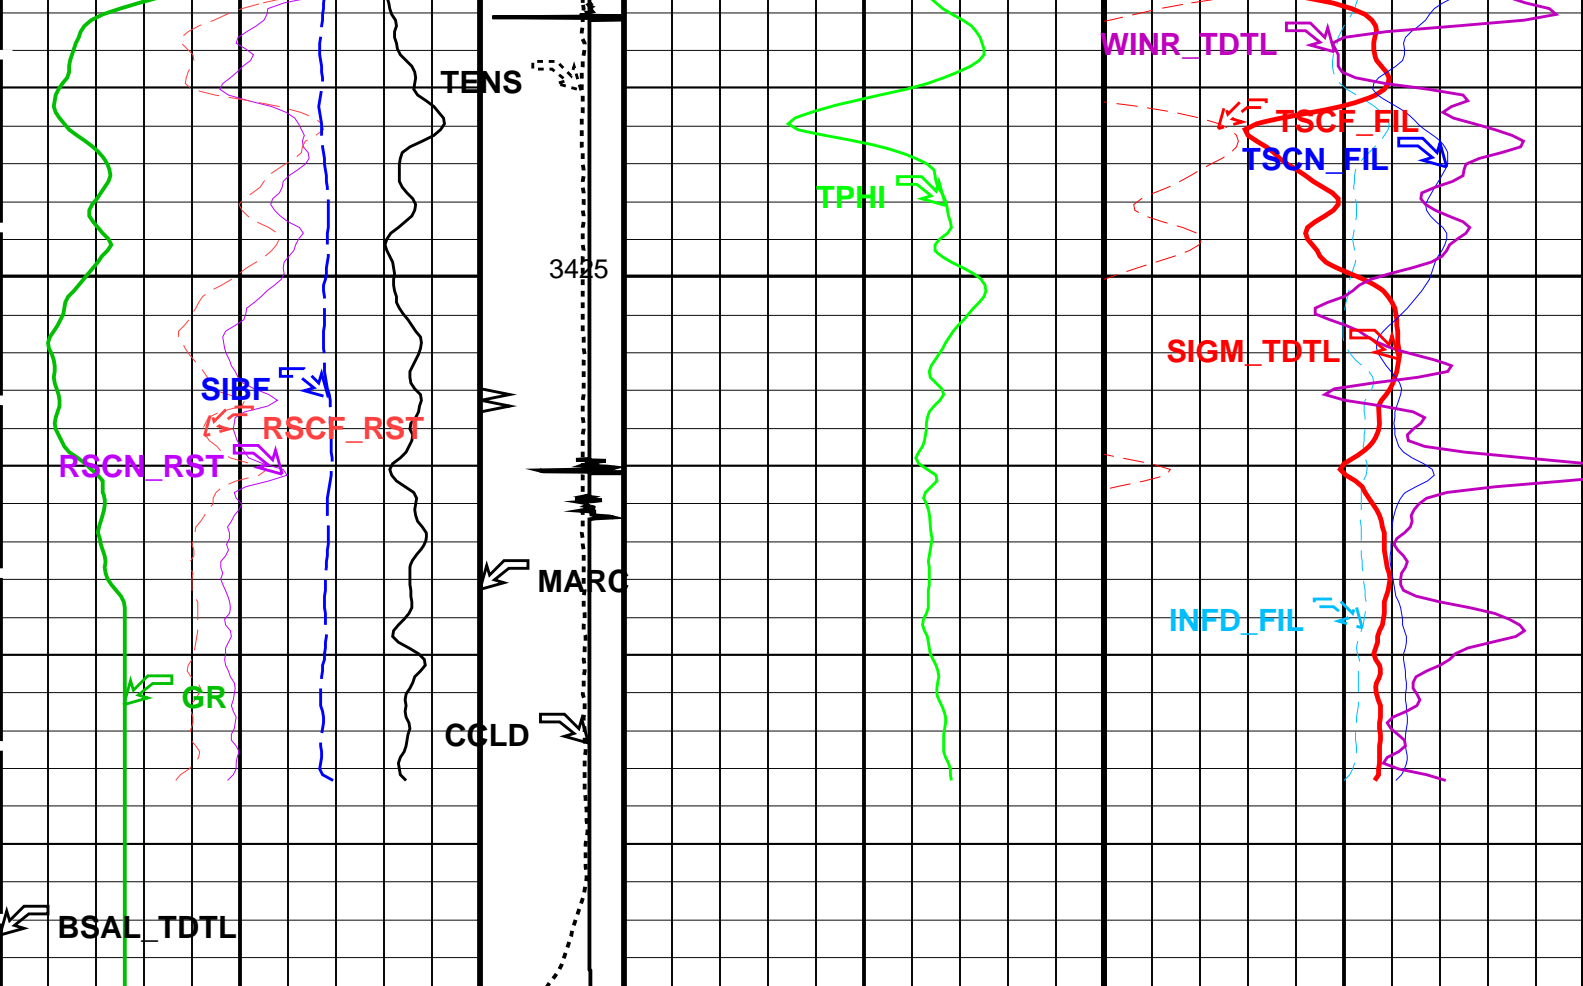 WINR_TDTL
TENS
TSCF_FIL
TSCN_FIL
TPHI
3425
SIGM_TDTL
SIBF
RSCF_RST
RSCN_RST
MARC
INFD_FIL
GR
CCLD
BSAL_TDTL